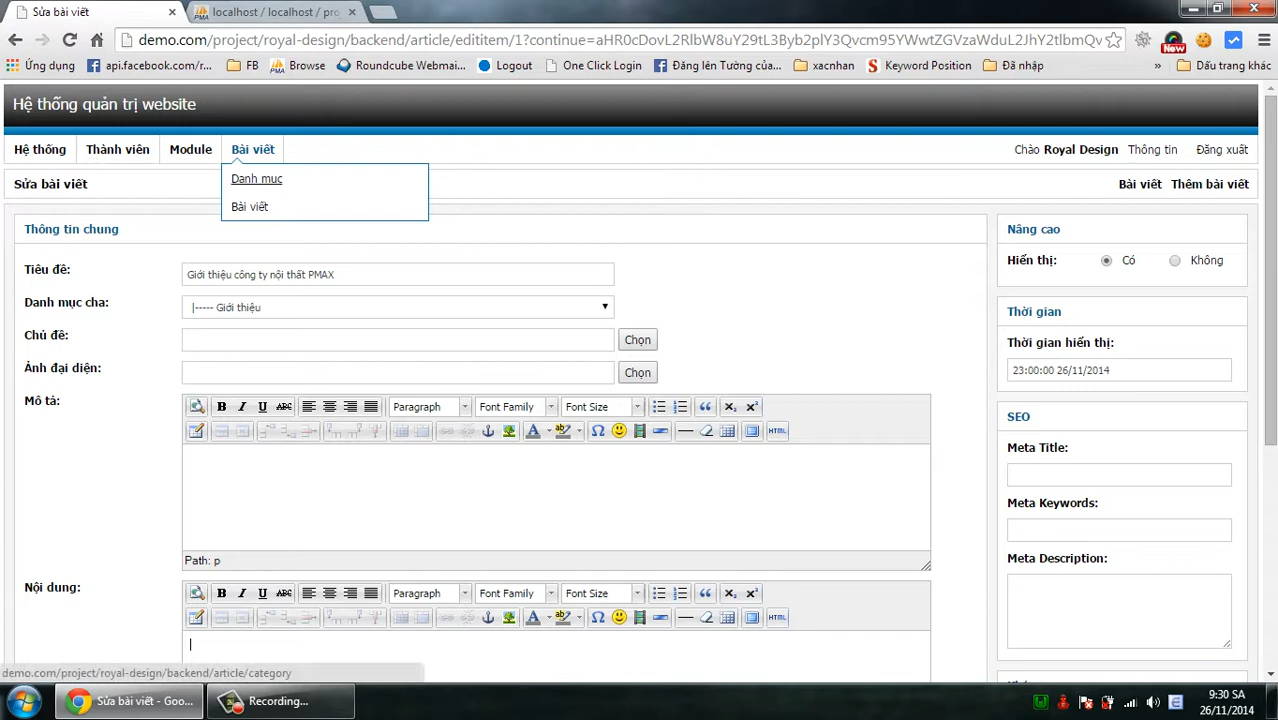 Sửa bài viết
localhost / localhost / pro
demo.com/project/royal-design/backend/article/edititem/1?continue=
Ứng dụng
api.facebook.com/r...
FB
Browse
Roundcube Webmai...
Logout
One Click Login
Đăng lên Tường của...
xacnhan
Keyword Position
Đã nhập
»
Dấu trang khác
New
Hệ thống quản trị website
Hệ thống
Thành viên
Module
Bài viết
Chào Royal Design
Thông tin
Đăng xuất
Danh mục
Bài viết
Sửa bài viết
Bài viết
Thêm bài viết
Thông tin chung
Tiêu đề:
Giới thiệu công ty nội thất PMAX
Danh mục cha:
|----- Giới thiệu
Chủ đề:
Chọn
Ảnh đại diện:
Chọn
Mô tả:
B I U ABC
Paragraph
Font Family
Font Size
HTML
Path: p
Nội dung:
B I U ABC
Paragraph
Font Family
Font Size
HTML
Nâng cao
Hiển thị:
Có
Không
Thời gian
Thời gian hiển thị:
23:00:00 26/11/2014
SEO
Meta Title:
Meta Keywords:
Meta Description:
demo.com/project/royal-design/backend/article/category
Sửa bài viết - Goo...
Recording...
9:30 SA
26/11/2014